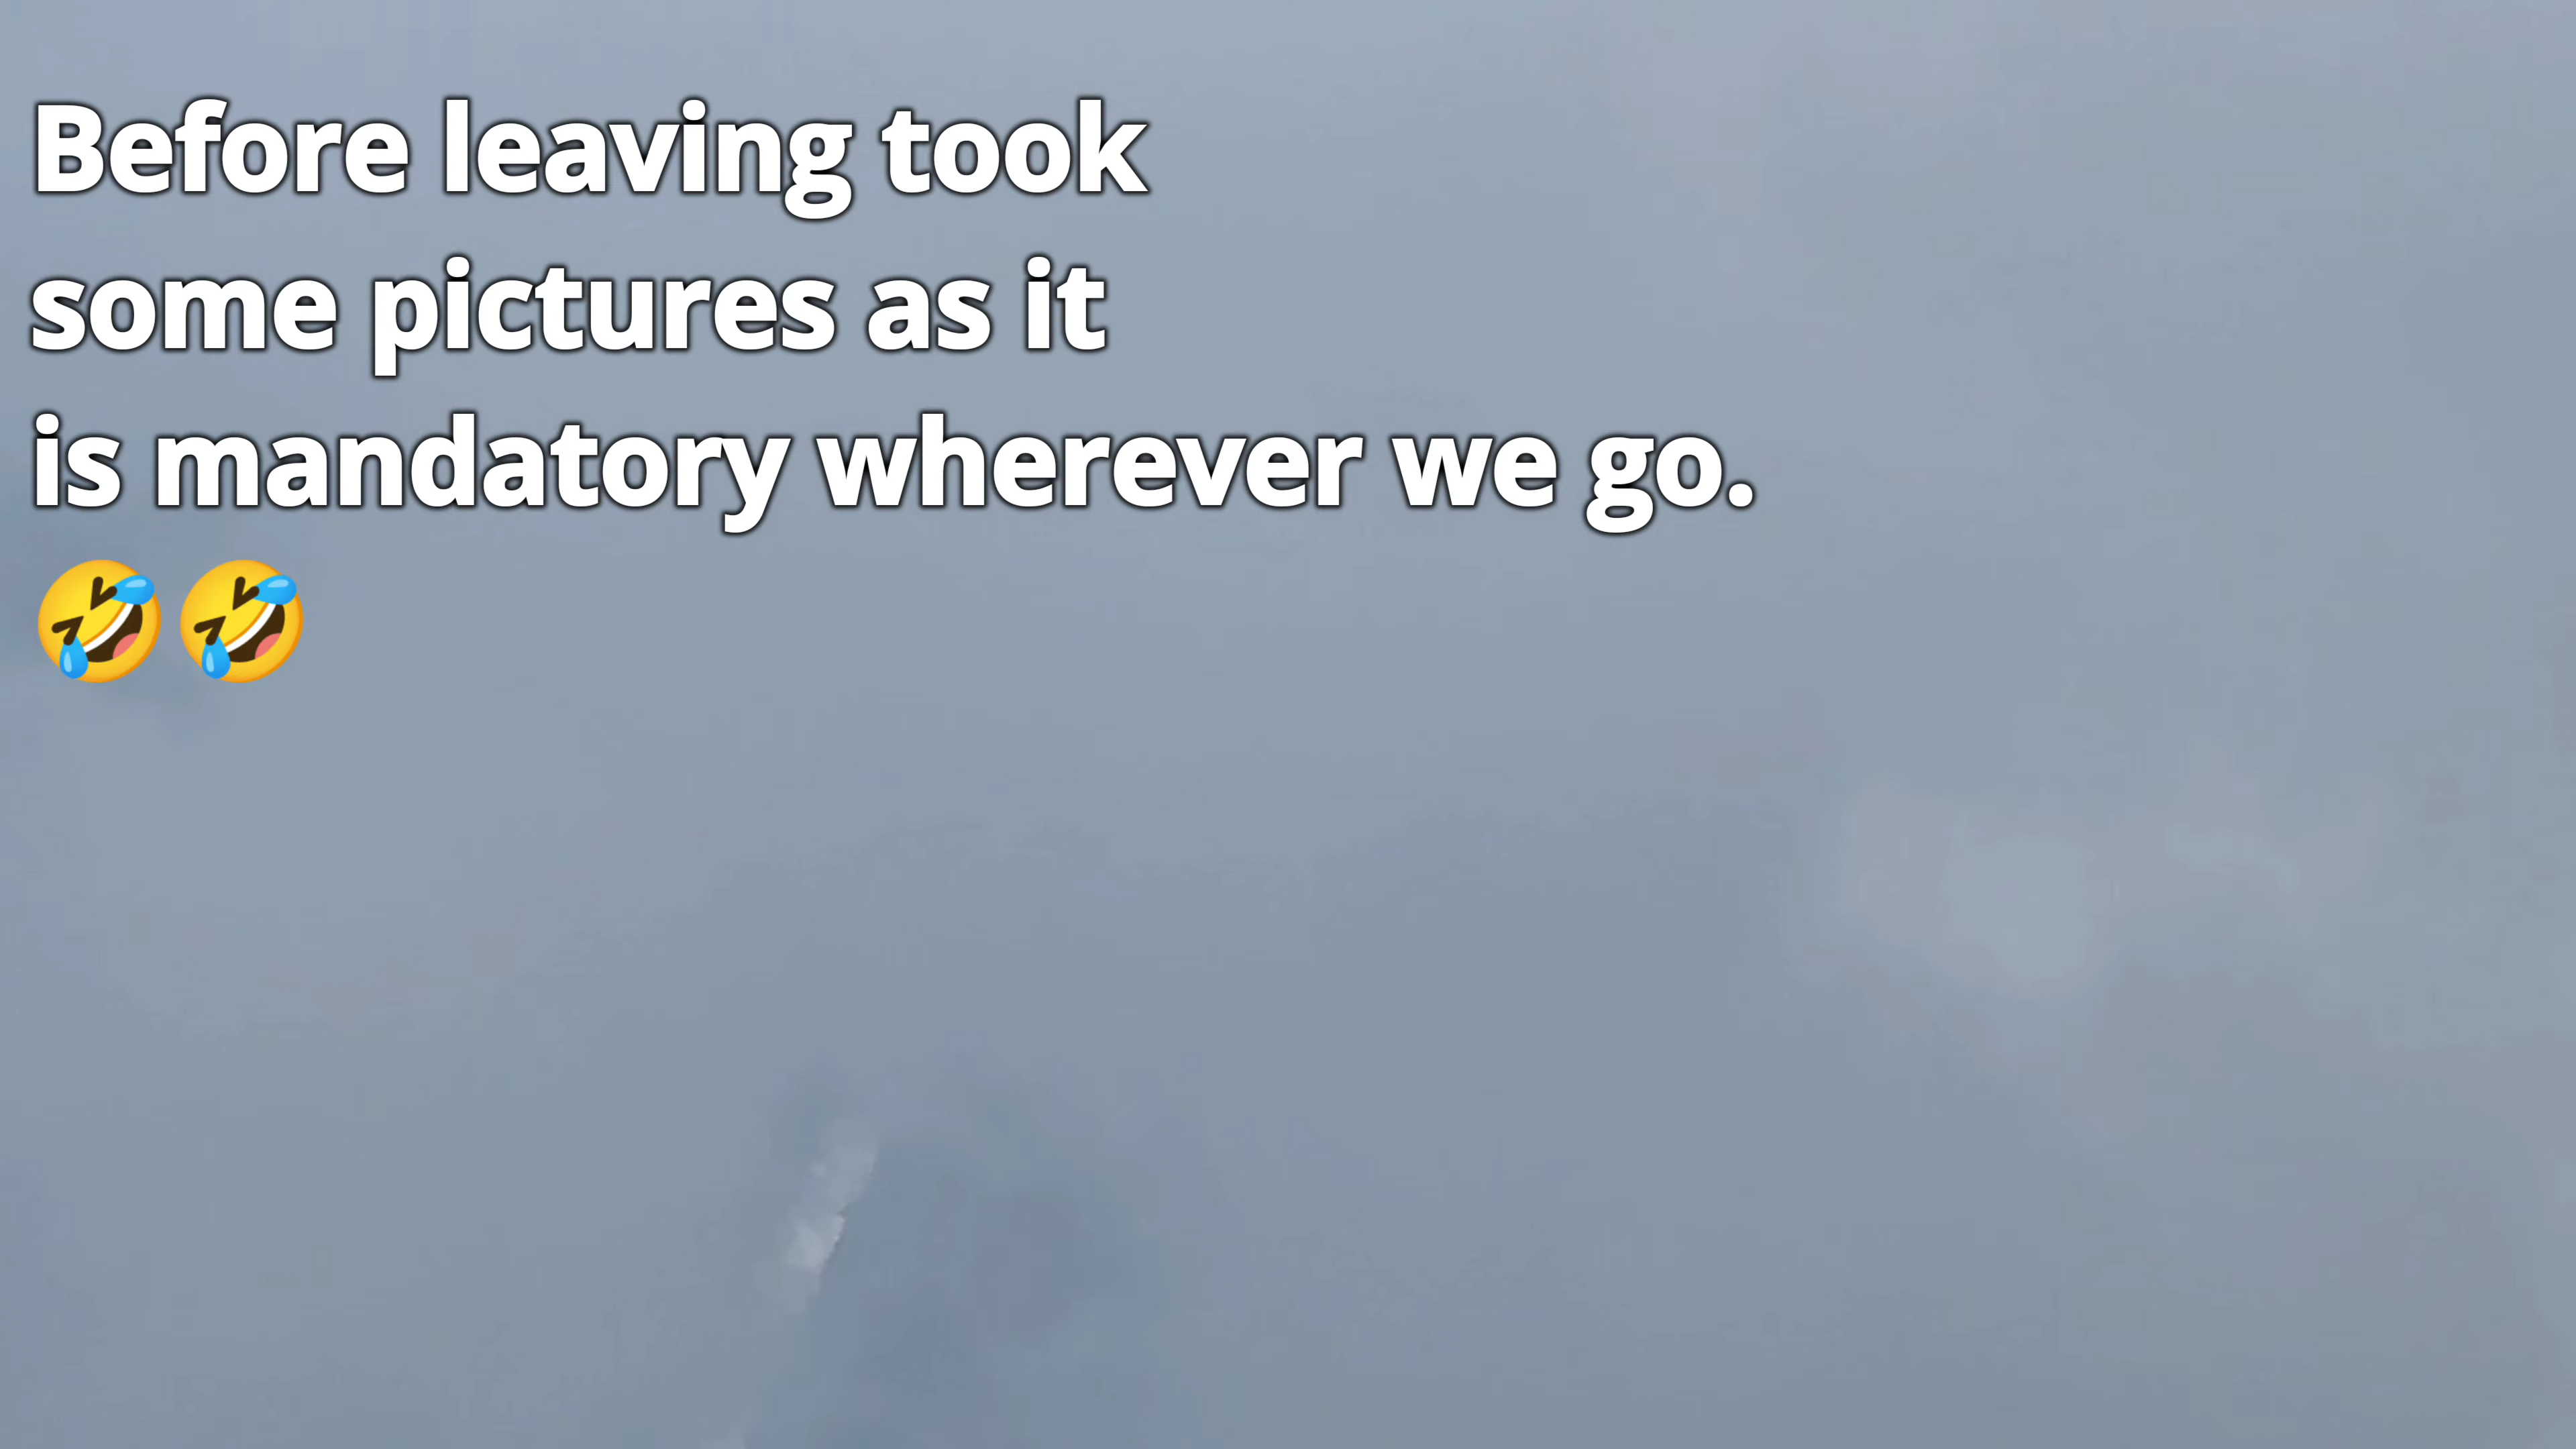 Before leaving took
some pictures as it
is mandatory wherever we go.
🤣🤣